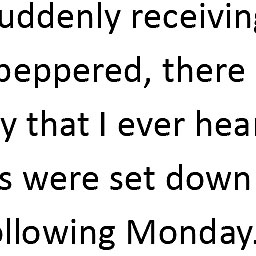 uddenly receiving
peppered, there
y that I ever hear
s were set down
ollowing Monday.